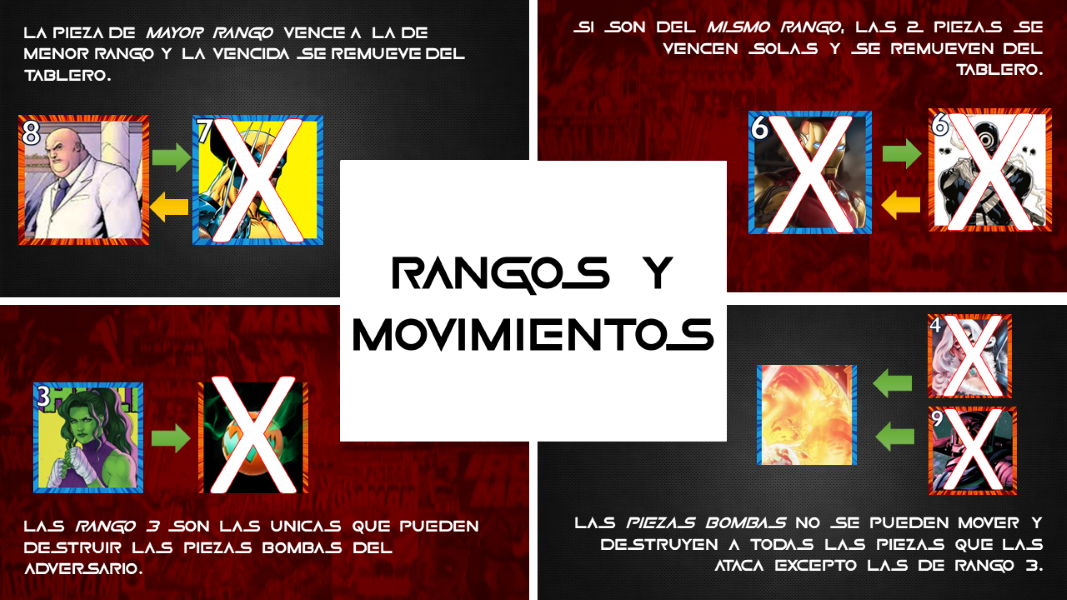 LA PIEZA DE MAYOR RANGO VENCE A LA DE
MENOR RANGO Y LA VENCIDA SE REMUEVE DEL
TABLERO.
8
7
X
SI SON DEL MISMO RANGO, LAS 2 PIEZAS SE
VENCEN SOLAS Y SE REMUEVEN DEL
TABLERO.
6
X
6
X
RANGOS Y
MOVIMIENTOS
3
X
LAS RANGO 3 SON LAS UNICAS QUE PUEDEN
DESTRUIR LAS PIEZAS BOMBAS DEL
ADVERSARIO.
4
X
9
X
LAS PIEZAS BOMBAS NO SE PUEDEN MOVER Y
DESTRUYEN A TODAS LAS PIEZAS QUE LAS
ATACA EXCEPTO LAS DE RANGO 3.